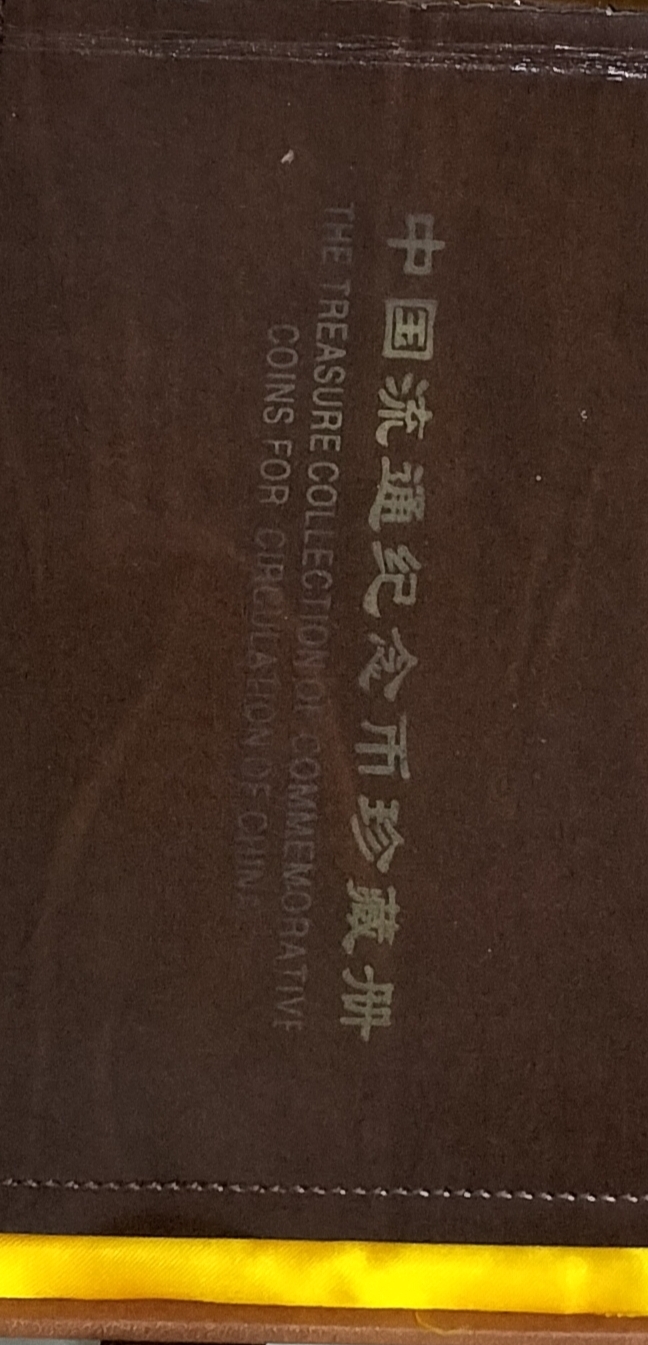 中国流通纪念币珍藏册
THE TREASURE COLLECTION OF COMMEMORATIVE
COINS FOR CIRCULATION OF CHINA